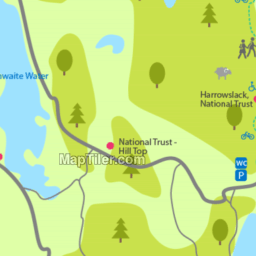 waite Water
Harrowslack,
National Trust
National Trust -
Hill Top
MapTiler.com
WC
P